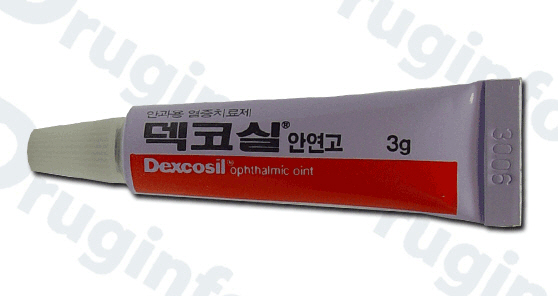 안과용 염증치료제
덱코실® 안연고 3g
Dexcosil® ophthalmic oint
3006
Druginfo